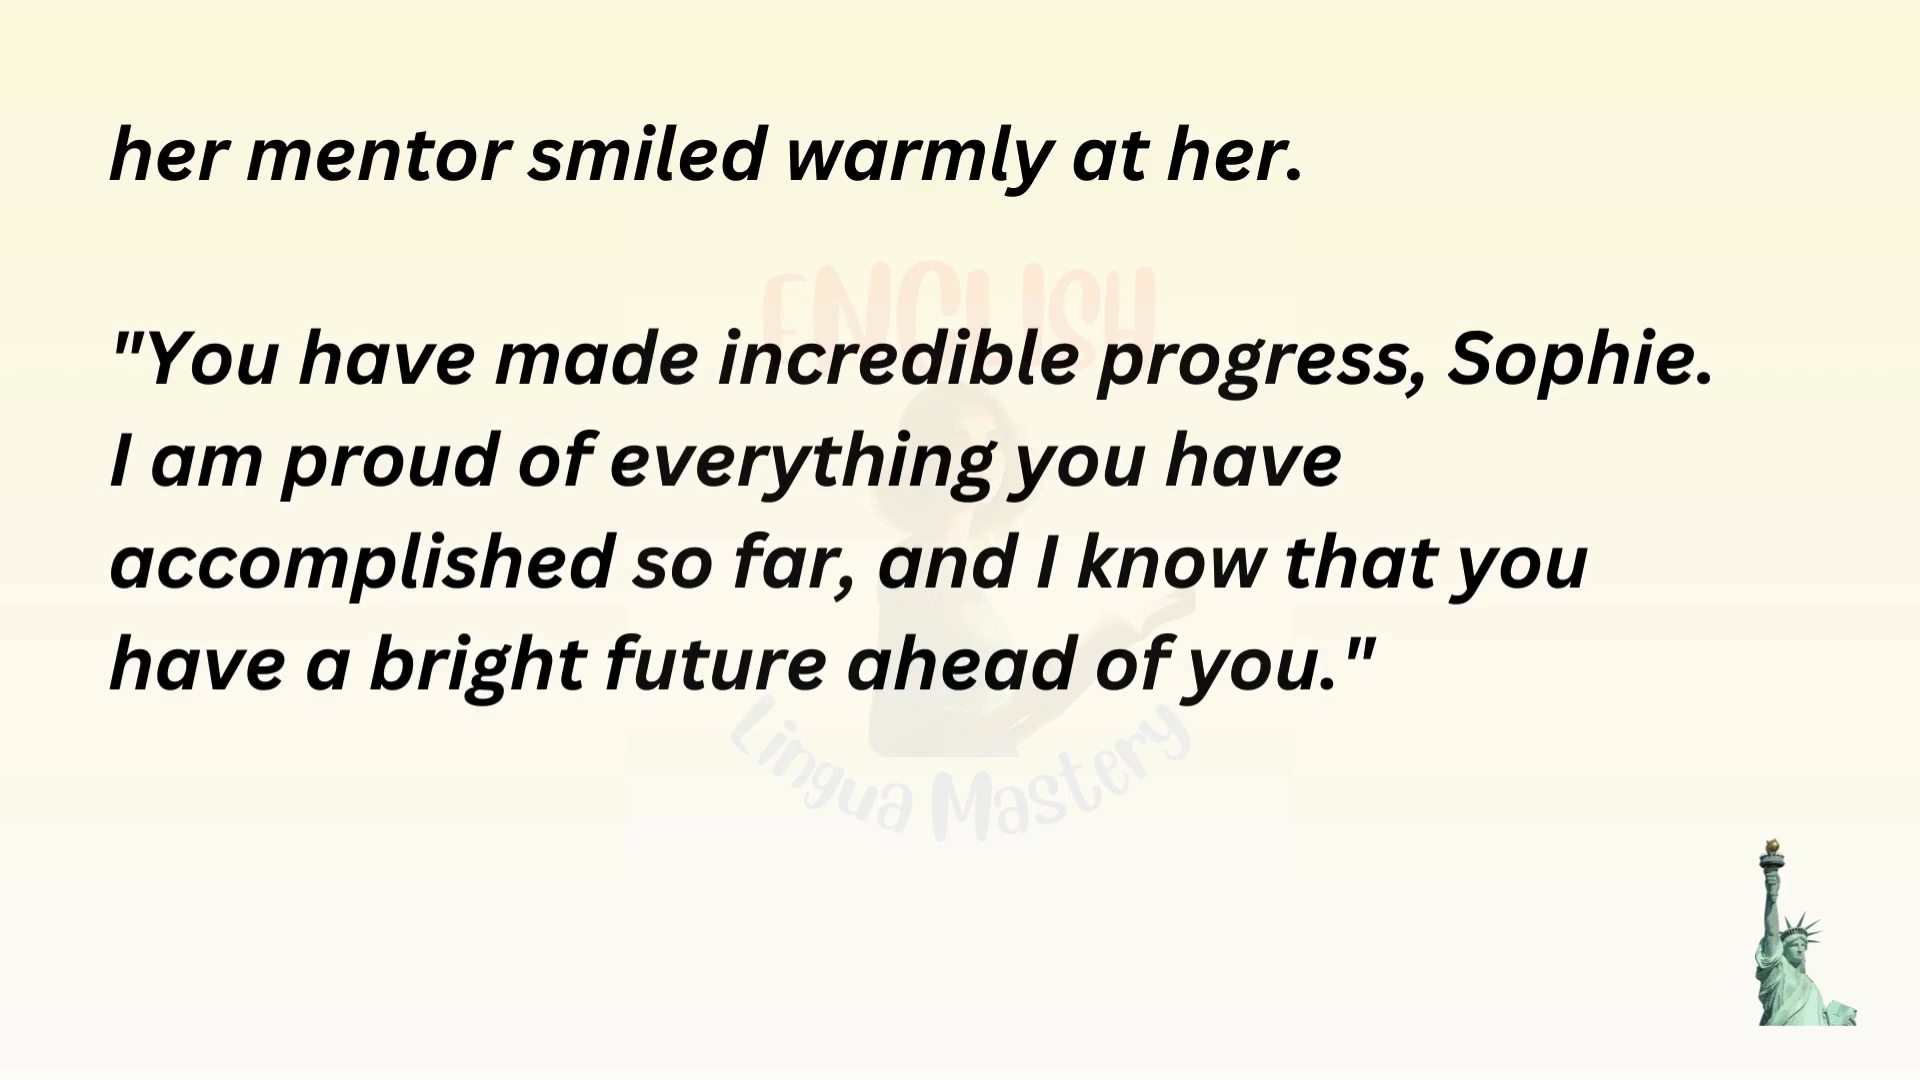 her mentor smiled warmly at her.
"You have made incredible progress, Sophie.
I am proud of everything you have
accomplished so far, and I know that you
have a bright future ahead of you."
ENGLISH
Lingua Mastery